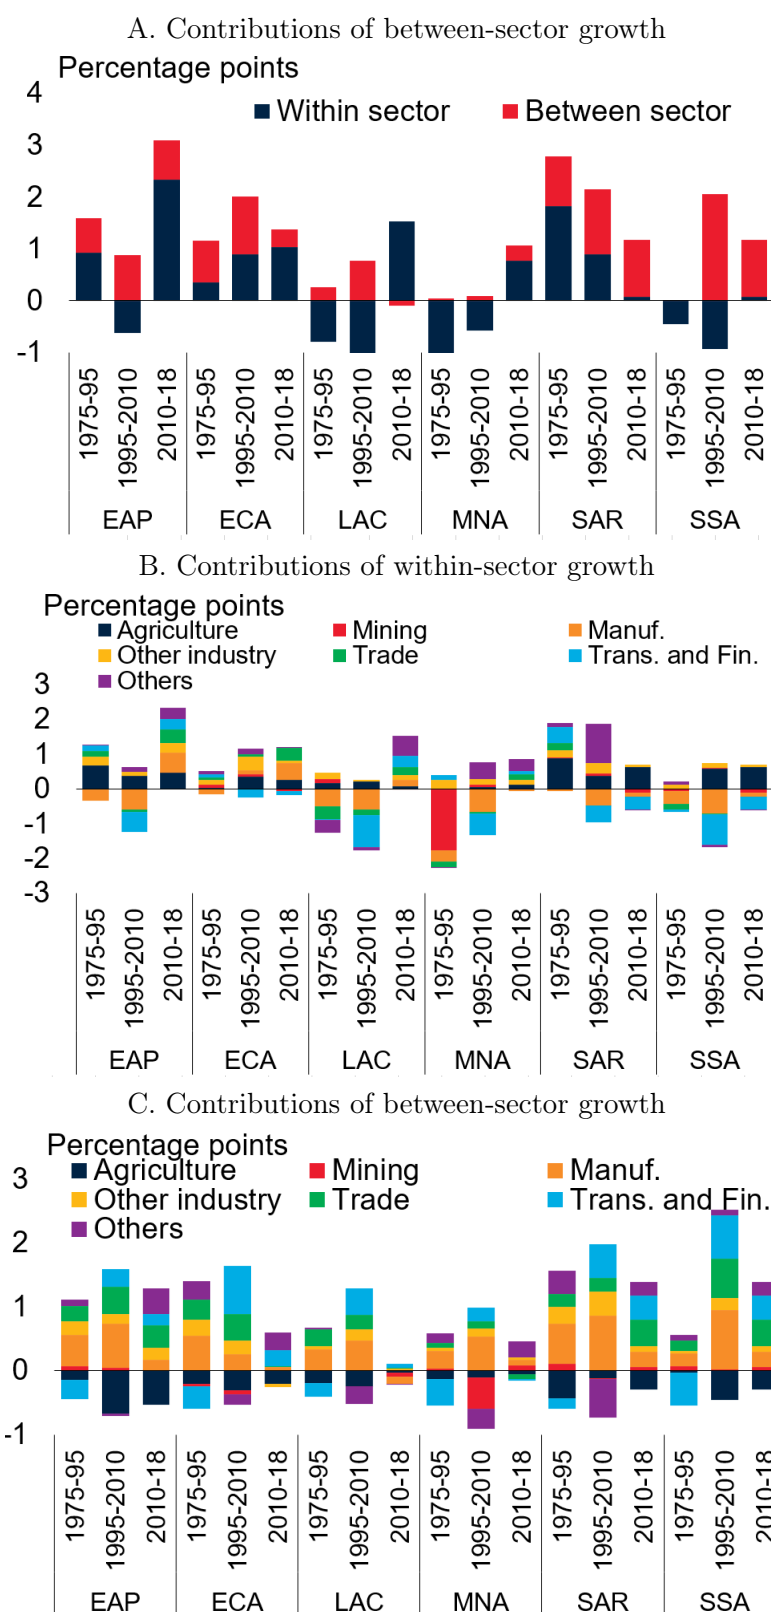 A. Contributions of between-sector growth
Percentage points
4
Within sector
Between sector
3
2
1
0
-1
1975-95
1995-2010
2010-18
1975-95
1995-2010
2010-18
1975-95
1995-2010
2010-18
1975-95
1995-2010
2010-18
1975-95
1995-2010
2010-18
1975-95
1995-2010
2010-18
EAP
ECA
LAC
MNA
SAR
SSA
B. Contributions of within-sector growth
Percentage points
Agriculture
Mining
Manuf.
Other industry
Trade
Trans. and Fin.
Others
3
2
1
0
-1
-2
-3
1975-95
1995-2010
2010-18
1975-95
1995-2010
2010-18
1975-95
1995-2010
2010-18
1975-95
1995-2010
2010-18
1975-95
1995-2010
2010-18
1975-95
1995-2010
2010-18
EAP
ECA
LAC
MNA
SAR
SSA
C. Contributions of between-sector growth
Percentage points
3
Agriculture
Mining
Manuf.
Other industry
Trade
Trans. and Fin.
Others
2
1
0
-1
1975-95
1995-2010
2010-18
1975-95
1995-2010
2010-18
1975-95
1995-2010
2010-18
1975-95
1995-2010
2010-18
1975-95
1995-2010
2010-18
1975-95
1995-2010
2010-18
EAP
ECA
LAC
MNA
SAR
SSA